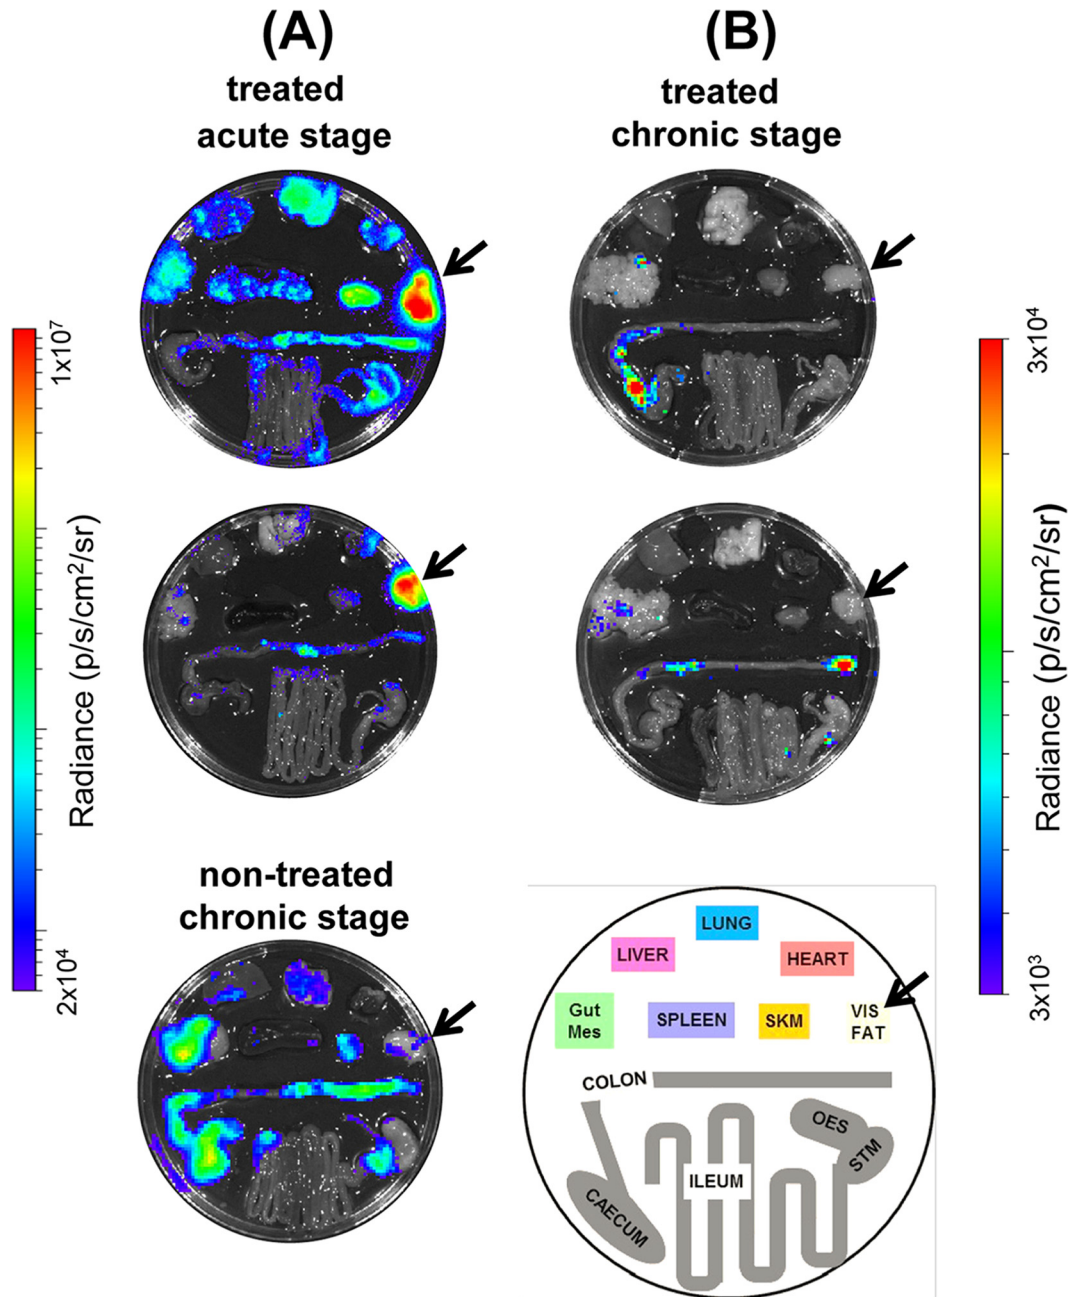 (A)
treated
acute stage
(B)
treated
chronic stage
1x10⁷
Radiance (p/s/cm²/sr)
2x10⁴
3x10⁴
Radiance (p/s/cm²/sr)
3x10³
non-treated
chronic stage
LUNG
LIVER
HEART
Gut
Mes
SPLEEN
SKM
VIS
FAT
COLON
OES
STM
ILEUM
CAECUM